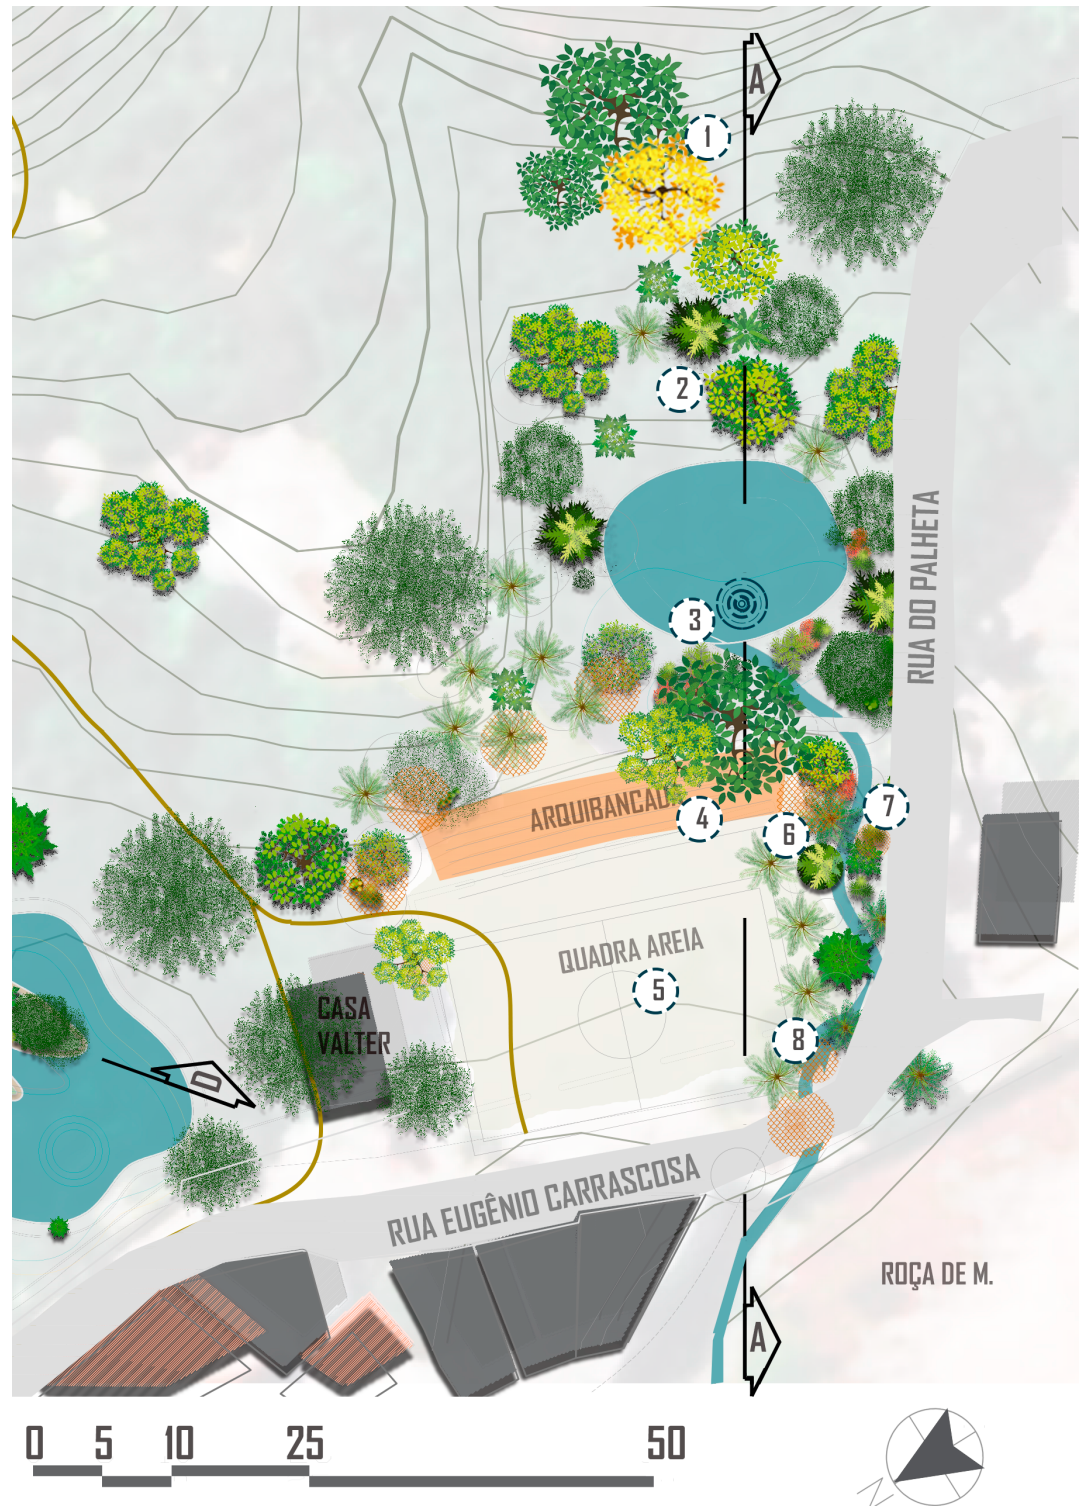 A
1
2
RUA DO PALHETA
3
ARQUIBANCAD
4
7
6
QUADRA AREIA
5
CASA
VALTER
8
D
RUA EUGÊNIO CARRASCOSA
ROÇA DE M.
A
0 5 10 25 50
N